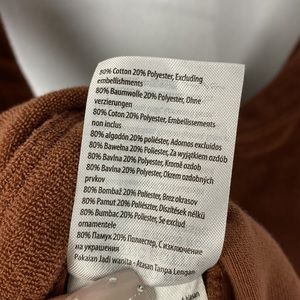 80% Cotton 20% Polyester, Excluding
embellishments
80% Baumwolle 20% Polyester, Ohne
verzierungen
80% Coton 20% Polyester, Embellissements
non inclus
80% algodón 20% poliéster, Adornos excluidos
80% Bawełna 20% Poliester, Za wyjątkiem ozdób
80% Bavlna 20% Polyester, Kromě ozdob
80% Bavlna 20% Polyester, Okrem ozdobných
prvkov
80% Bombaž 20% Poliester, Brez okrasov
80% Pamut 20% Poliészter, Díszítések nélkül
80% Bumbac 20% Poliester, Se exclud
ornamentele
80% Памук 20% Полиестер, С изключение
на украшения
Pakaian Jadi wanita - Atasan Tanpa Lengan